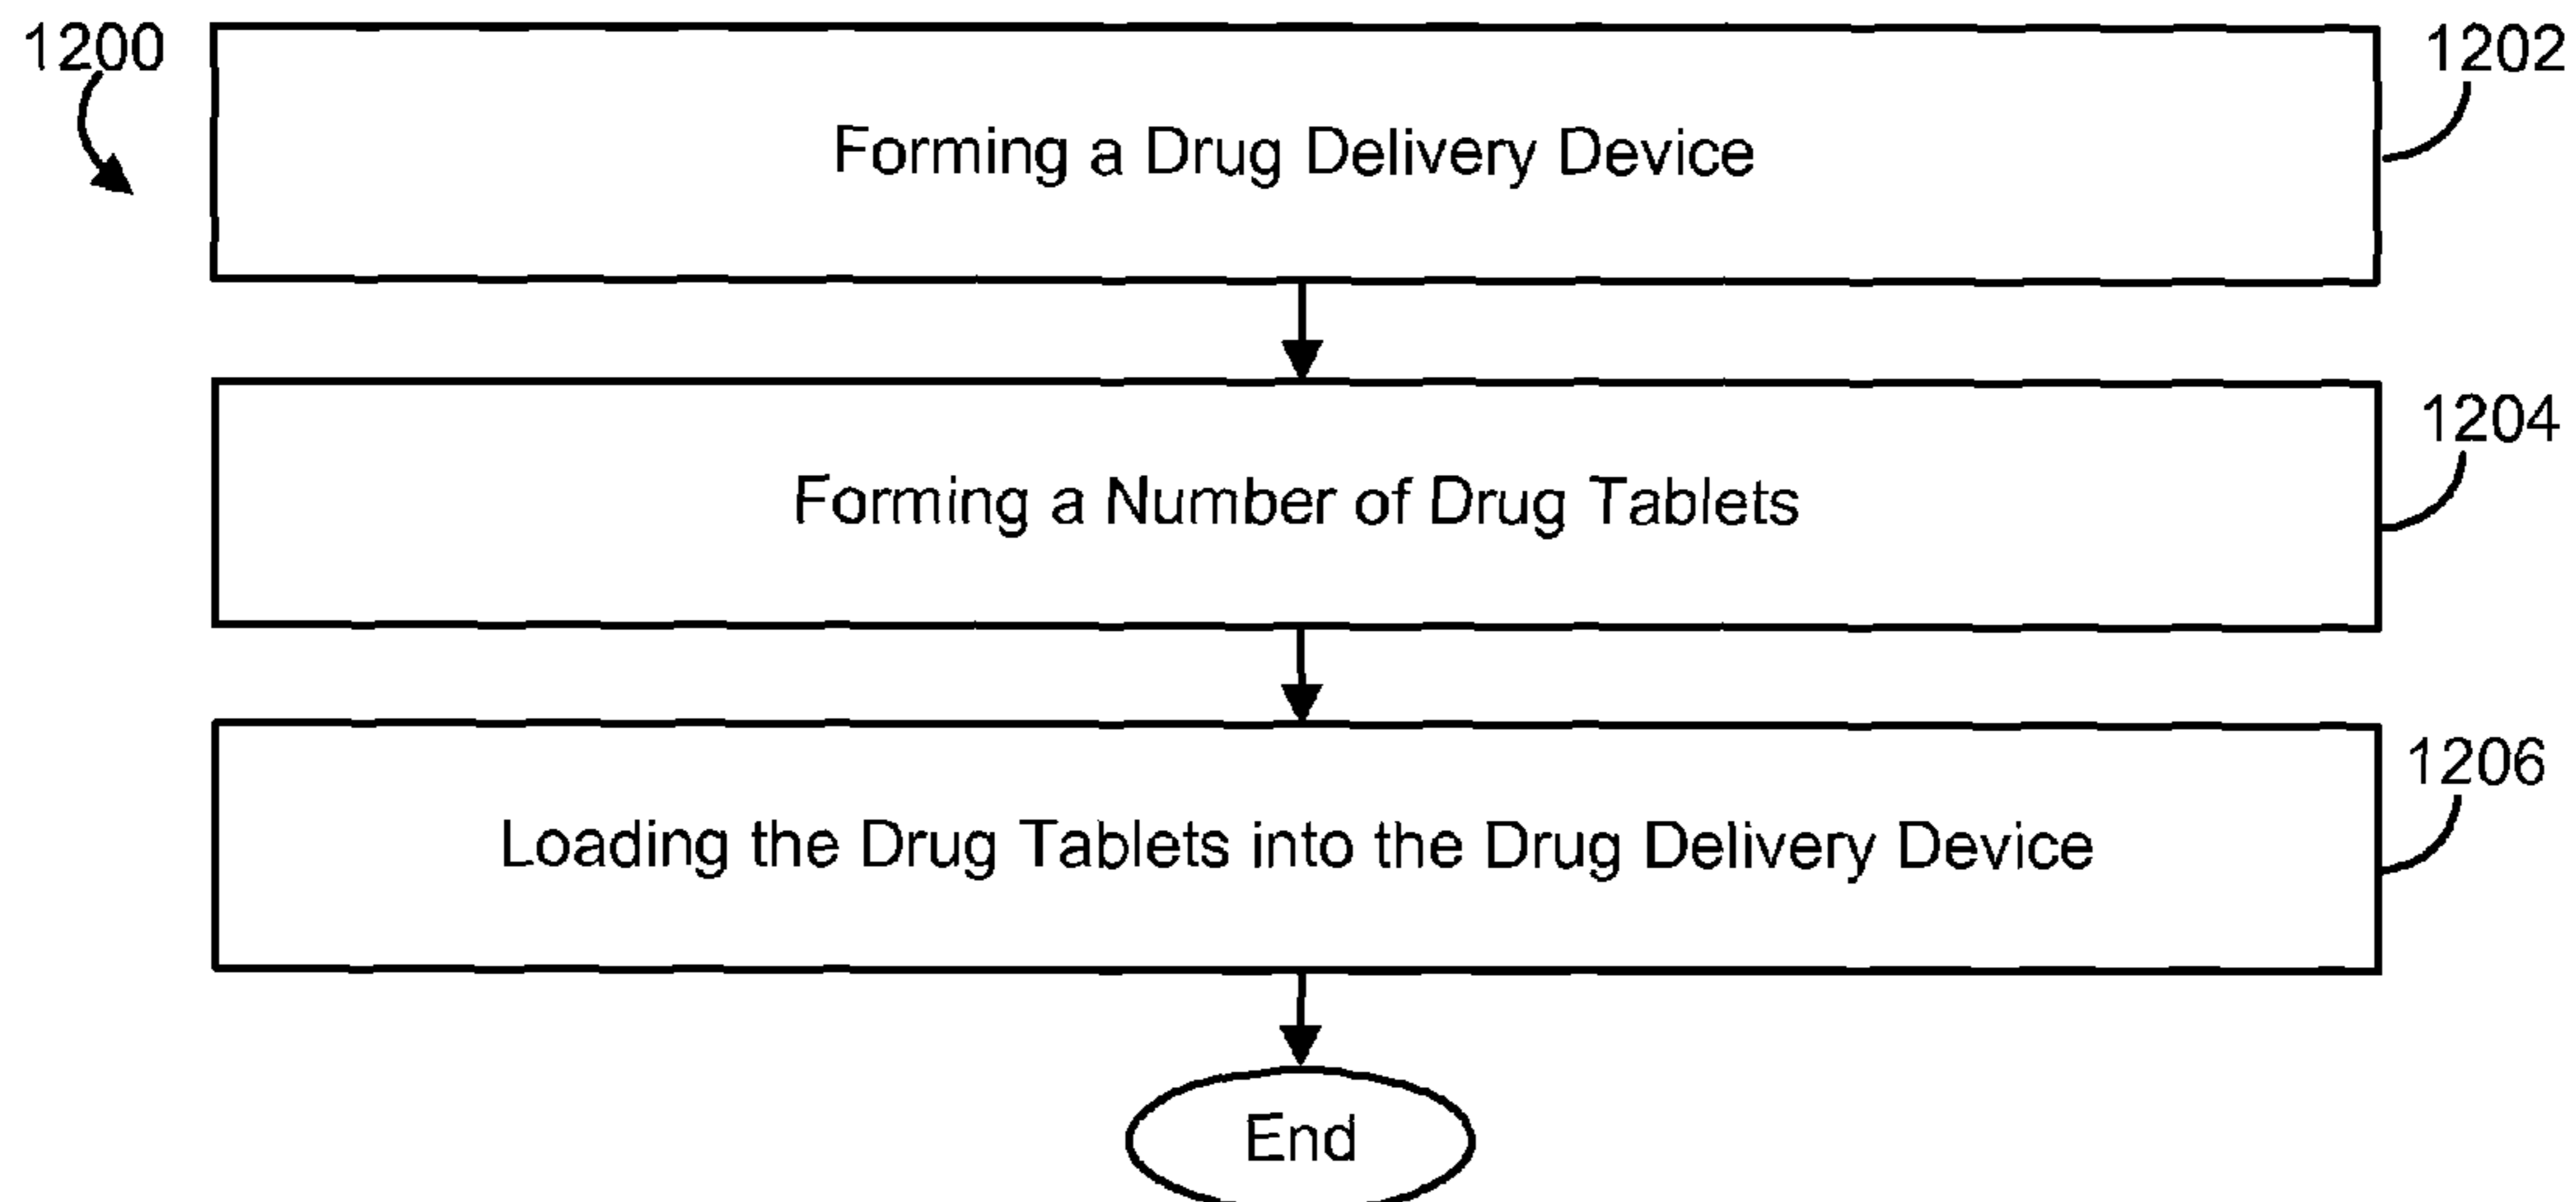 1200
1202
Forming a Drug Delivery Device
1204
Forming a Number of Drug Tablets
1206
Loading the Drug Tablets into the Drug Delivery Device
End